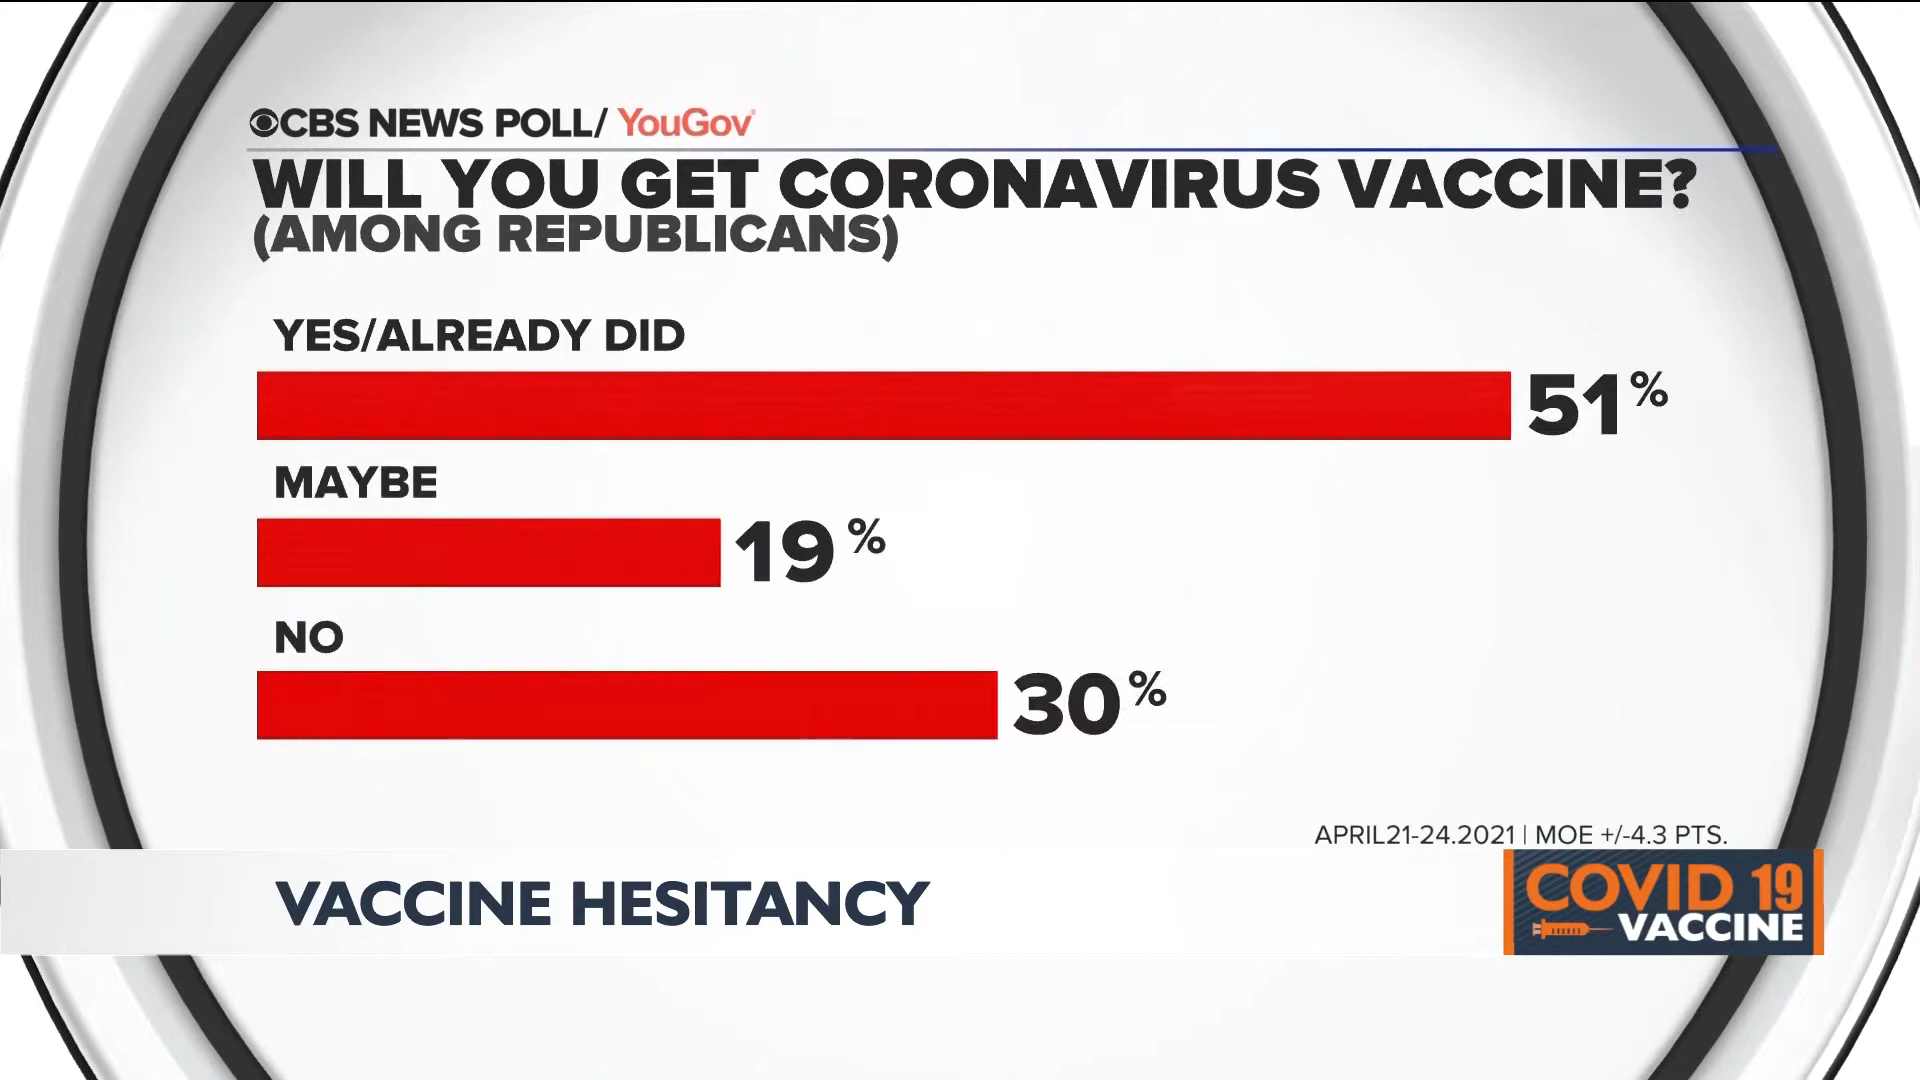 CBS NEWS POLL/ YouGov
WILL YOU GET CORONAVIRUS VACCINE?
(AMONG REPUBLICANS)
YES/ALREADY DID
51%
MAYBE
19%
NO
30%
APRIL21-24.2021 | MOE +/-4.3 PTS.
VACCINE HESITANCY
COVID 19
VACCINE